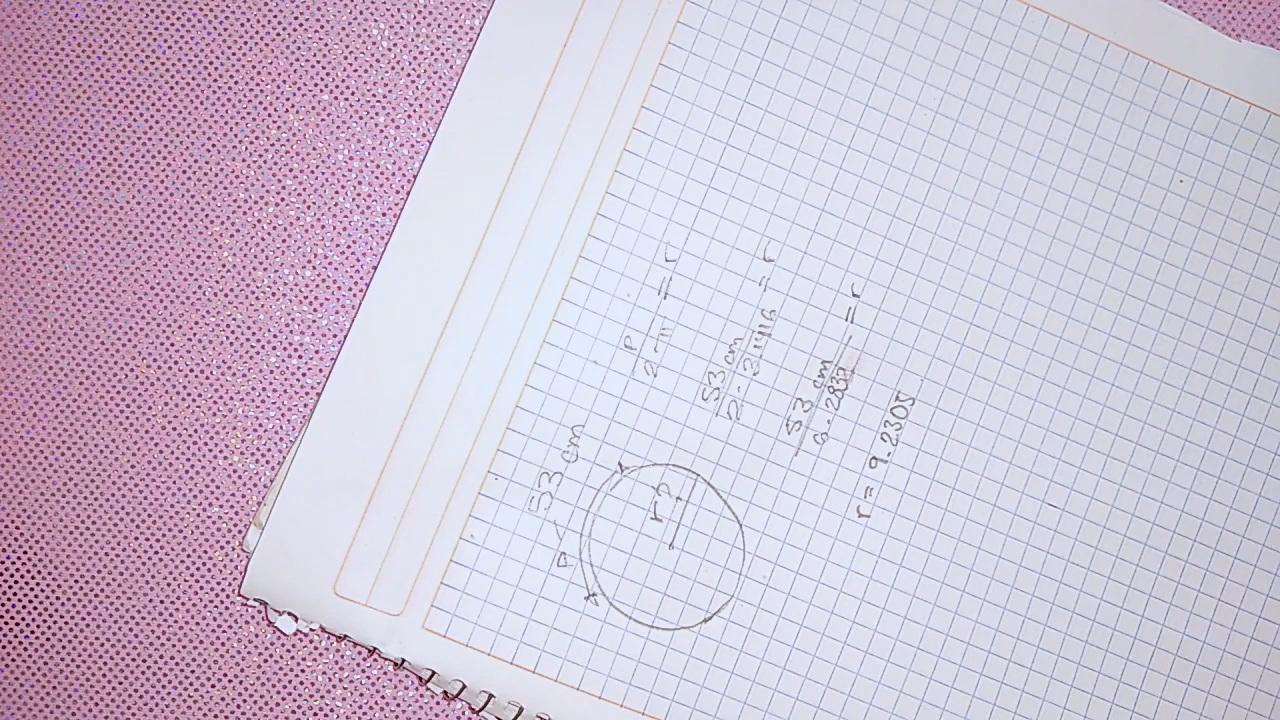 P = 53 cm
r?
P / 2 · π = r
53 cm / 2 · 3.1416 = r
53 cm / 6.2832 = r
r = 9.2305